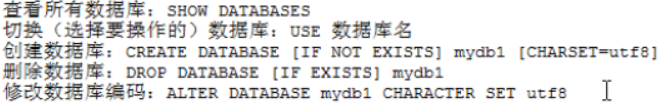 查看所有数据库：SHOW DATABASES
切换（选择要操作的）数据库：USE 数据库名
创建数据库：CREATE DATABASE [IF NOT EXISTS] mydb1 [CHARSET=utf8]
删除数据库：DROP DATABASE [IF EXISTS] mydb1
修改数据库编码：ALTER DATABASE mydb1 CHARACTER SET utf8